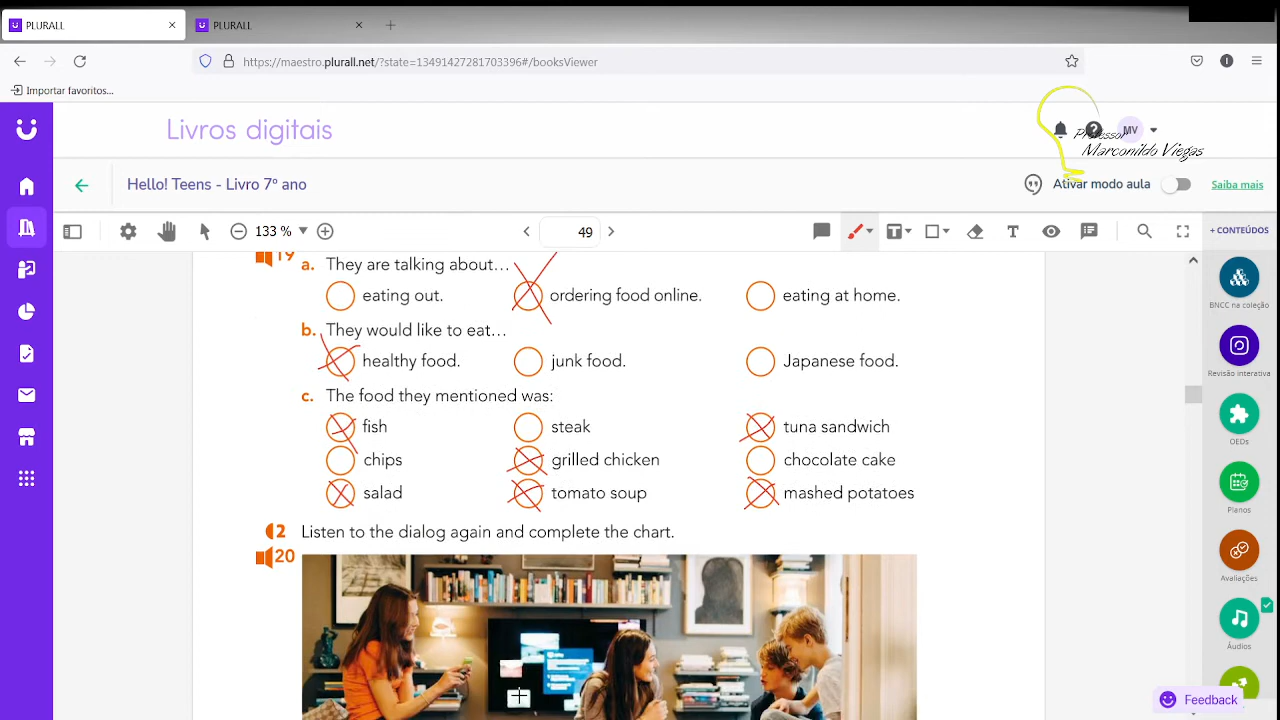 PLURALL
PLURALL
https://maestro.plurall.net/?state=13491427281703396#/booksViewer
Importar favoritos...
Livros digitais
MV
Professor
Marconildo Viegas
Hello! Teens - Livro 7º ano
Ativar modo aula
Saiba mais
133 %
49
+ CONTEÚDOS
19
a. They are talking about...
eating out. ordering food online. eating at home.
b. They would like to eat...
healthy food. junk food. Japanese food.
c. The food they mentioned was:
fish steak tuna sandwich
chips grilled chicken chocolate cake
salad tomato soup mashed potatoes
2 Listen to the dialog again and complete the chart.
20
BNCC na coleção
Revisão interativa
OEDs
Planos
Avaliações
Áudios
Feedback